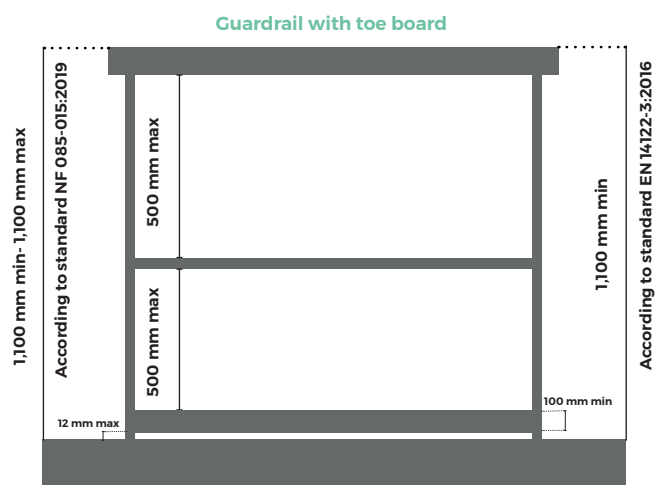 Guardrail with toe board
1,100 mm min- 1,100 mm max
According to standard NF 085-015:2019
500 mm max
500 mm max
12 mm max
100 mm min
1,100 mm min
According to standard EN 14122-3:2016